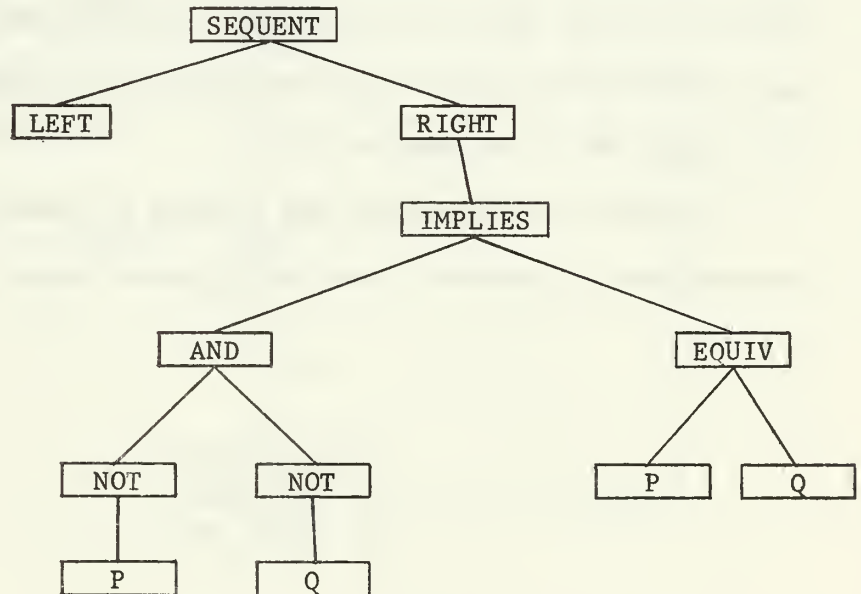 SEQUENT
LEFT RIGHT
IMPLIES
AND EQUIV
NOT NOT P Q
P Q